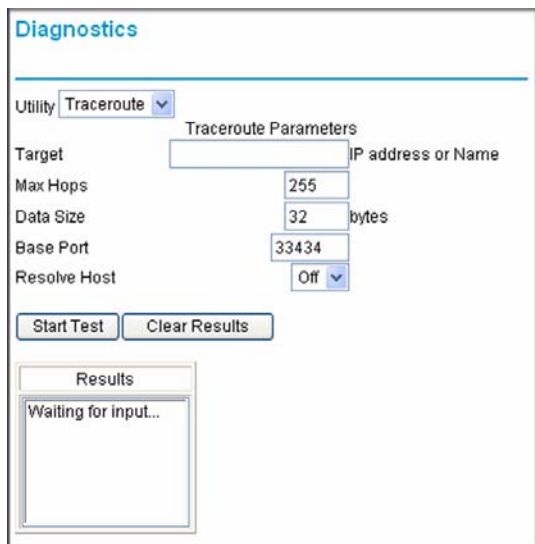 Diagnostics
Utility Traceroute
Traceroute Parameters
Target IP address or Name
Max Hops 255
Data Size 32 bytes
Base Port 33434
Resolve Host Off
Start Test Clear Results
Results
Waiting for input...